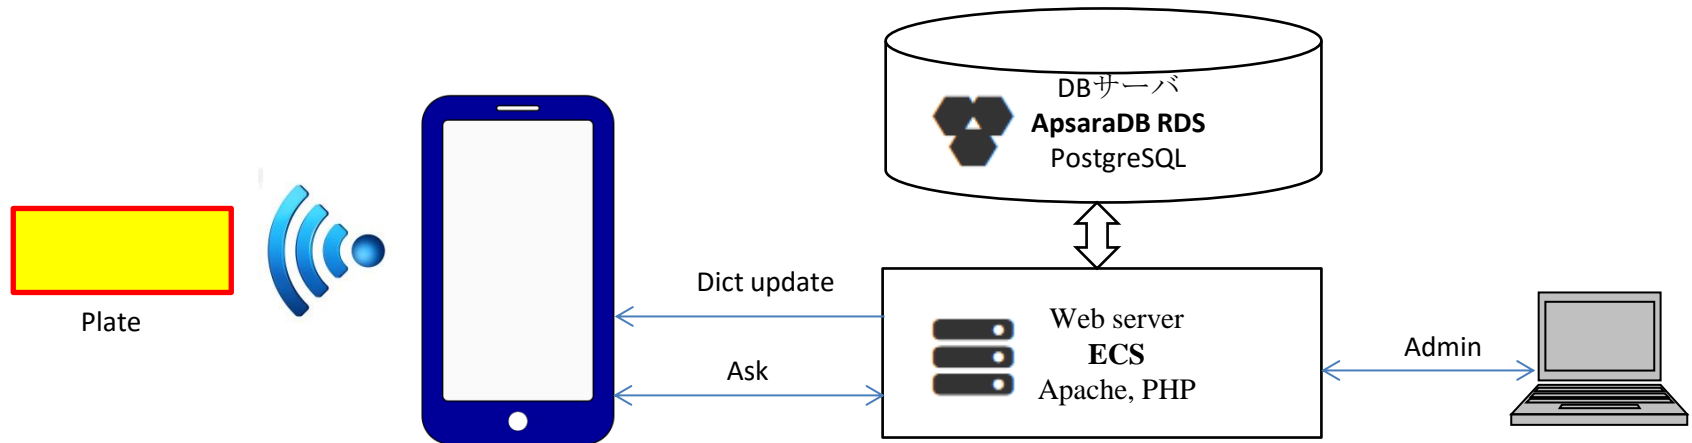 DBサーバ
ApsaraDB RDS
PostgreSQL
Plate
Dict update
Ask
Web server
ECS
Apache, PHP
Admin